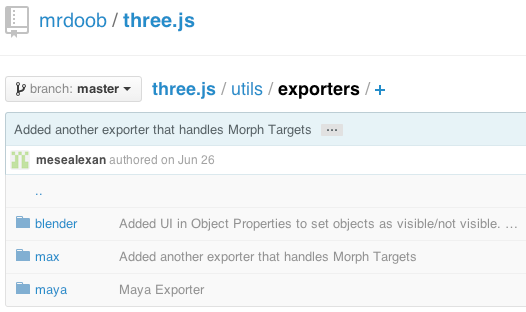 mrdoob / three.js
branch: master three.js / utils / exporters / +
Added another exporter that handles Morph Targets ...
mesealexan authored on Jun 26
..
blender Added UI in Object Properties to set objects as visible/not visible. ...
max Added another exporter that handles Morph Targets
maya Maya Exporter